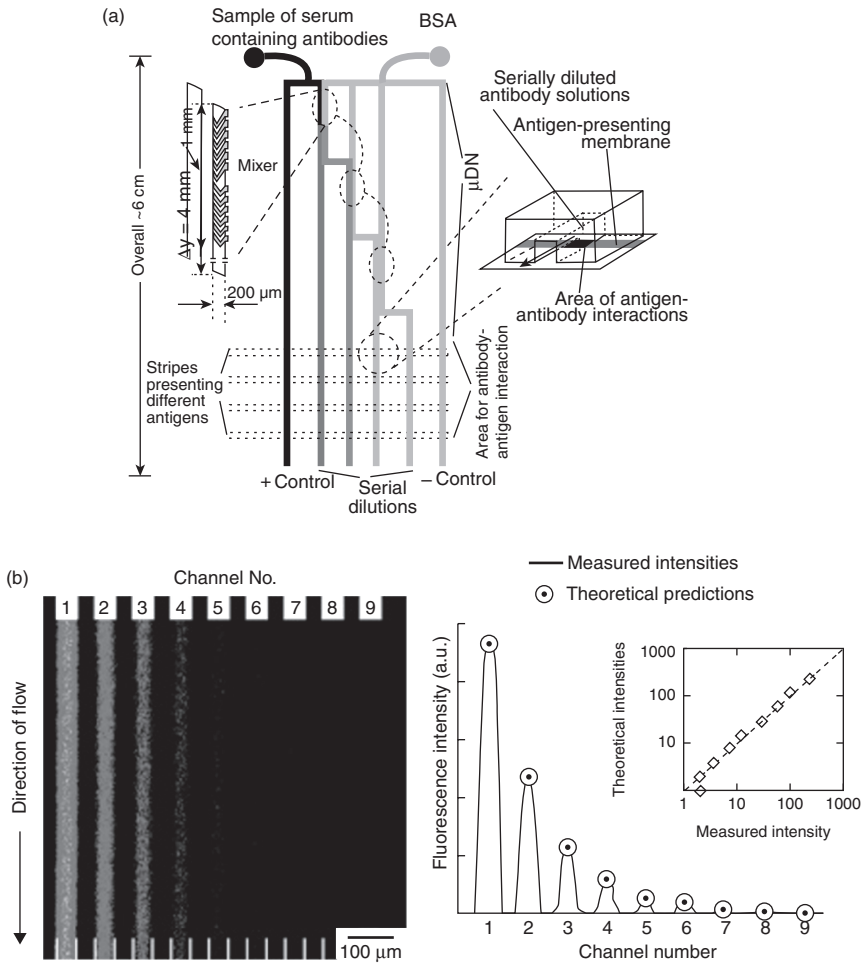 (a)
Sample of serum
containing antibodies
BSA
Overall ~6 cm
Δy = 4 mm
1 mm
Mixer
200 µm
µDN
Serially diluted
antibody solutions
Antigen-presenting
membrane
Area of antigen-
antibody interactions
Stripes
presenting
different
antigens
Area for antibody-
antigen interaction
+ Control
Serial
dilutions
– Control
(b)
Channel No.
1 2 3 4 5 6 7 8 9
Direction of flow
100 µm
Measured intensities
Theoretical predictions
Fluorescence intensity (a.u.)
1 2 3 4 5 6 7 8 9
Channel number
Theoretical intensities
1000
100
10
1 10 100 1000
Measured intensity